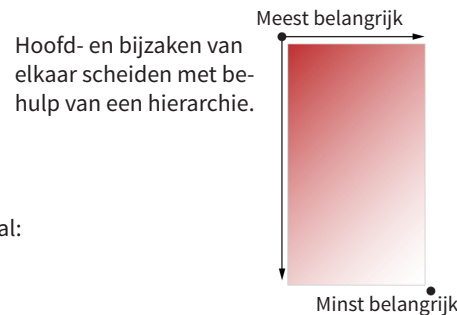 Meest belangrijk
Hoofd- en bijzaken van
elkaar scheiden met be-
hulp van een hierarchie.
al:
Minst belangrijk